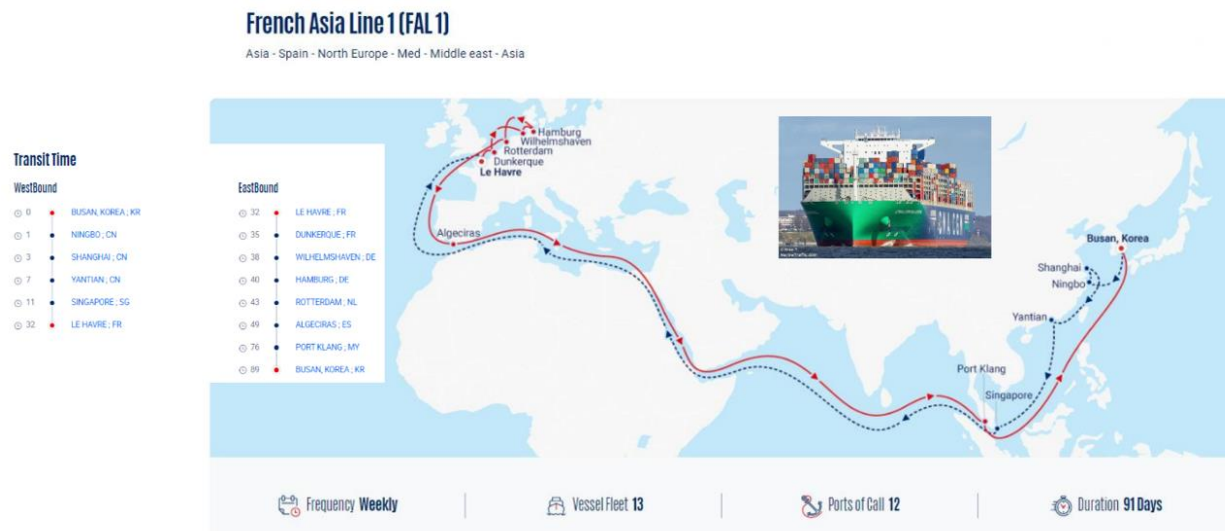 French Asia Line 1 (FAL 1)
Asia - Spain - North Europe - Med - Middle east - Asia
Transit Time
WestBound
0 BUSAN, KOREA ; KR
1 NINGBO ; CN
3 SHANGHAI ; CN
7 YANTIAN ; CN
11 SINGAPORE ; SG
32 LE HAVRE ; FR
EastBound
32 LE HAVRE ; FR
35 DUNKERQUE ; FR
38 WILHELMSHAVEN ; DE
40 HAMBURG ; DE
43 ROTTERDAM ; NL
49 ALGECIRAS ; ES
76 PORT KLANG ; MY
89 BUSAN, KOREA ; KR
Hamburg
Wilhelmshaven
Rotterdam
Dunkerque
Le Havre
Algeciras
Busan, Korea
Shanghai
Ningbo
Yantian
Port Klang
Singapore
Frequency Weekly
Vessel Fleet 13
Ports of Call 12
Duration 91 Days